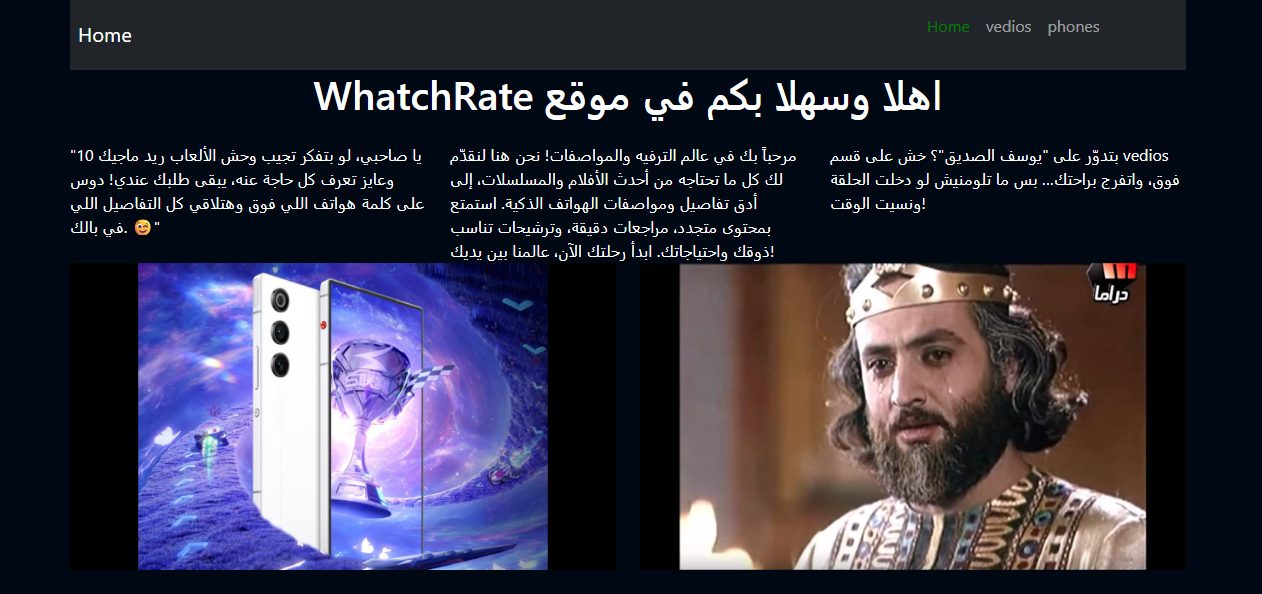 Home
Home vedios phones
اهلا وسهلا بكم في موقع WhatchRate
يا صاحبي، لو بتفكر تجيب وحش الألعاب ريد ماجيك 10"
وعايز تعرف كل حاجة عنه، يبقى طلبك عندي! دوس
على كلمة هواتف اللي فوق وهتلاقي كل التفاصيل اللي
في بالك. 😄"
مرحباً بك في عالم الترفيه والمواصفات! نحن هنا لنقدّم
لك كل ما تحتاجه من أحدث الأفلام والمسلسلات، إلى
أدق تفاصيل ومواصفات الهواتف الذكية. استمتع
بمحتوى متجدد، مراجعات دقيقة، وترشيحات تناسب
ذوقك واحتياجاتك. ابدأ رحلتك الآن، عالمنا بين يديك!
بتدوّر على "يوسف الصديق"؟ خش على قسم vedios
فوق، واتفرج براحتك... بس ما تلومنيش لو دخلت الحلقة
ونسيت الوقت!
دراما